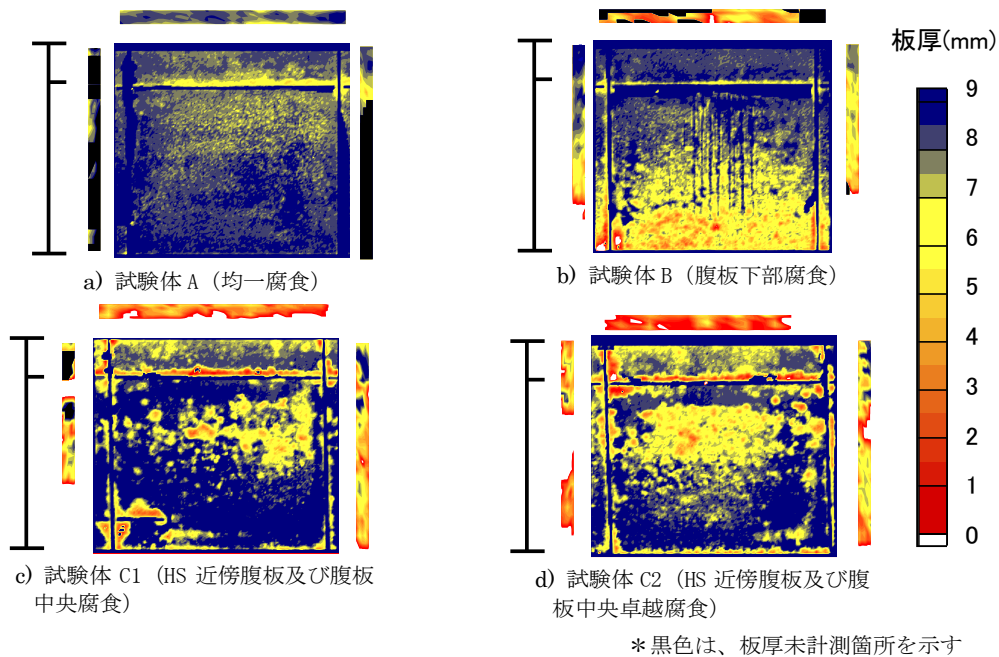 板厚(mm)
9
8
7
6
5
4
3
2
1
0
a) 試験体 A（均一腐食）
b) 試験体 B（腹板下部腐食）
c) 試験体 C1（HS 近傍腹板及び腹板
中央腐食）
d) 試験体 C2（HS 近傍腹板及び腹
板中央卓越腐食）
＊黒色は、板厚未計測箇所を示す